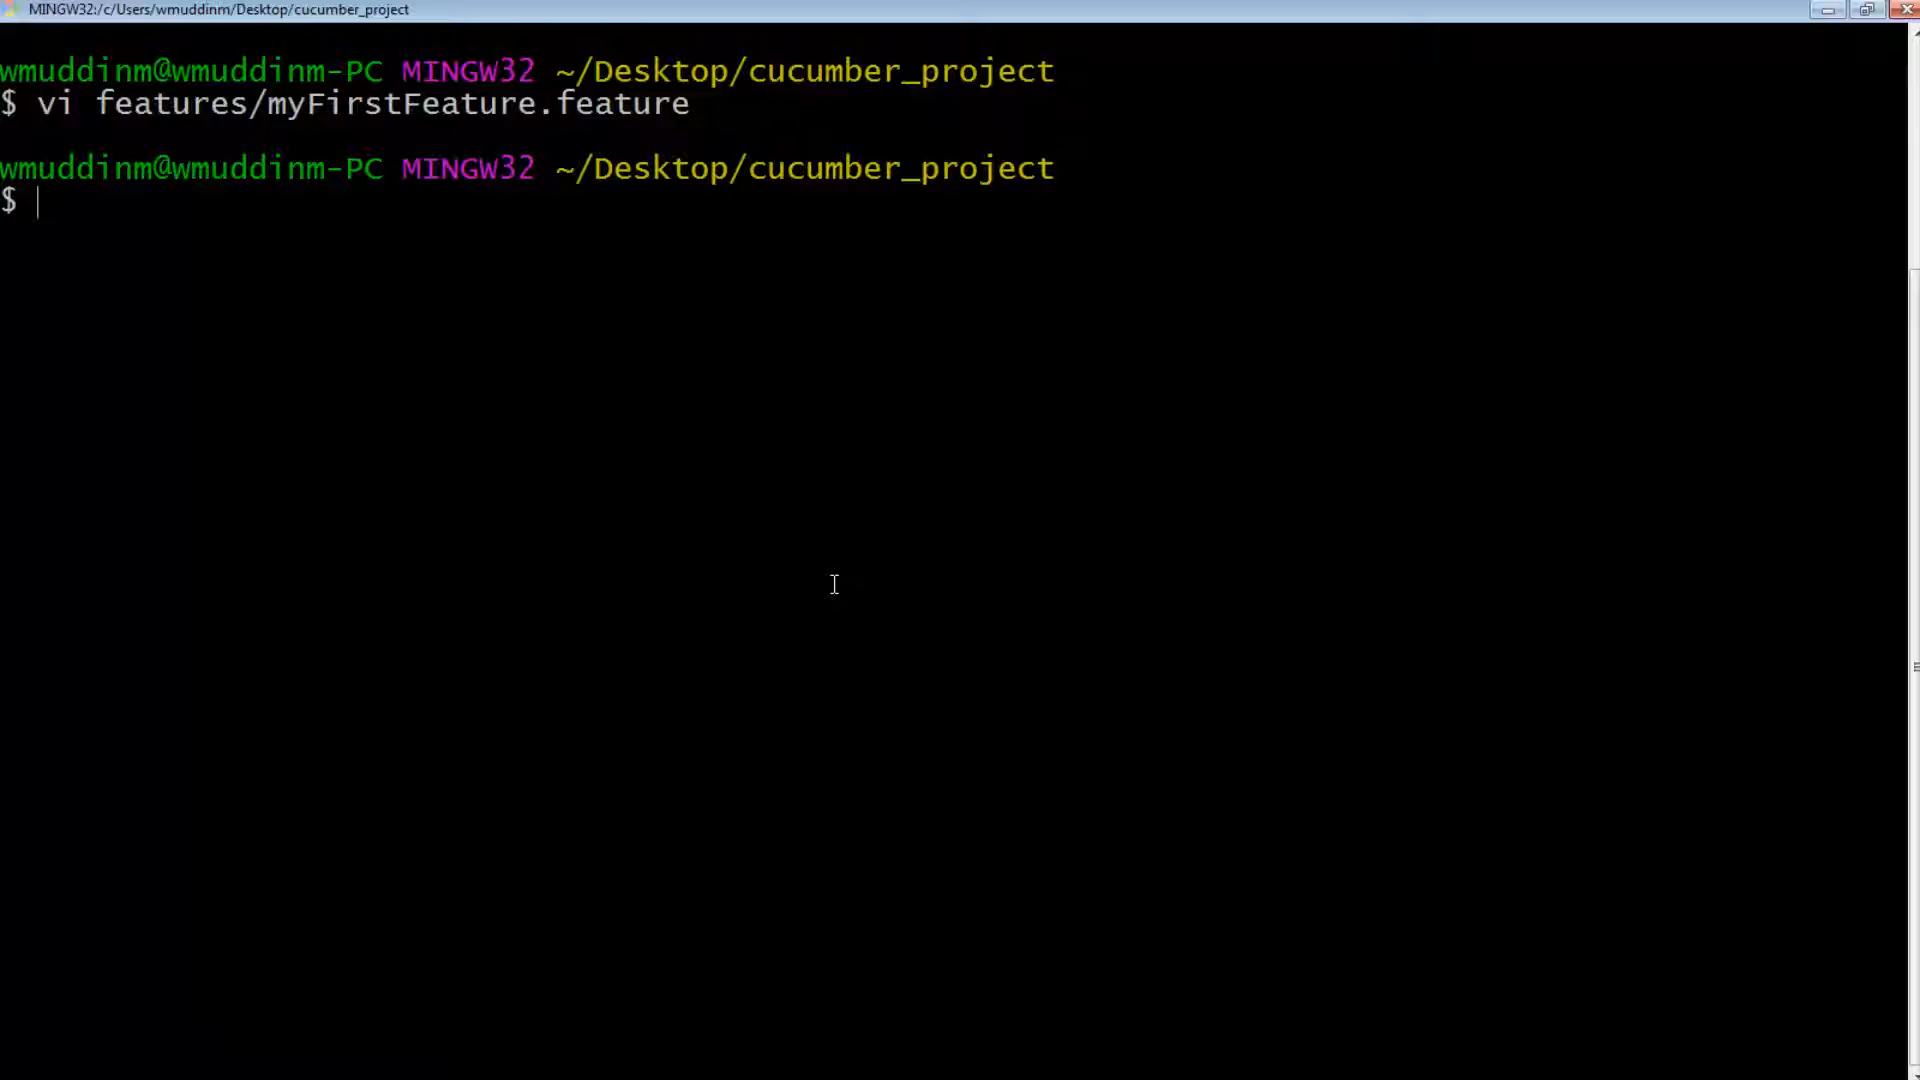 MINGW32:/c/Users/wmuddinm/Desktop/cucumber_project
wmuddinm@wmuddinm-PC MINGW32 ~/Desktop/cucumber_project
$ vi features/myFirstFeature.feature
wmuddinm@wmuddinm-PC MINGW32 ~/Desktop/cucumber_project
$